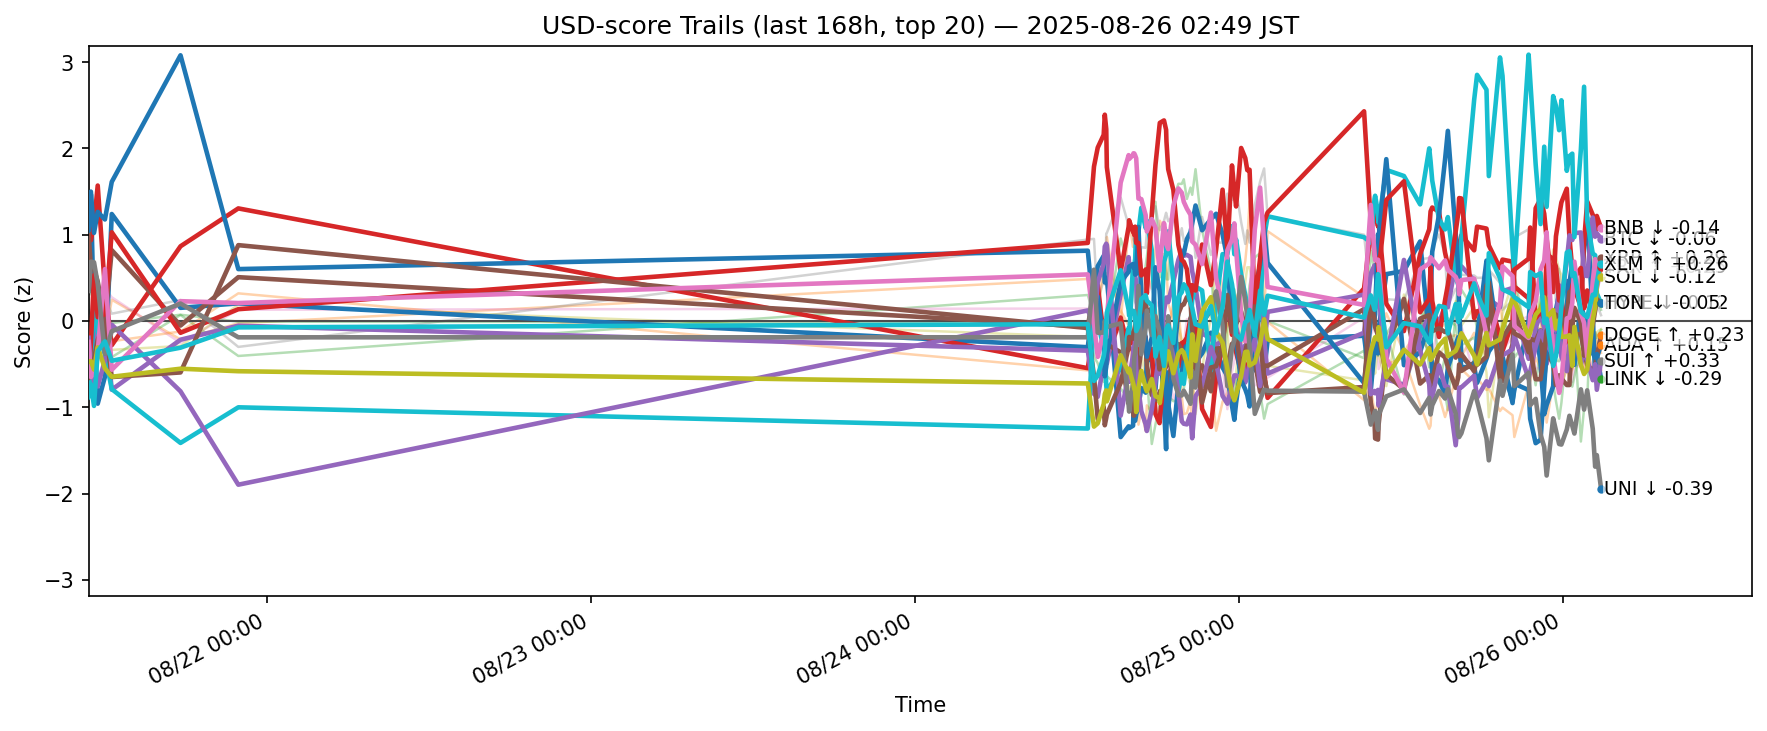 USD-score Trails (last 168h, top 20) — 2025-08-26 02:49 JST
Score (z)
3
2
1
0
−1
−2
−3
BNB ↓ -0.14
BTC ↓ -0.06
XLM ↑ +0.26
SOL ↓ -0.12
TON ↓ -0.05
DOGE ↑ +0.23
ADA ↑
SUI ↑ +0.33
LINK ↓ -0.29
UNI ↓ -0.39
08/22 00:00
08/23 00:00
08/24 00:00
08/25 00:00
08/26 00:00
Time